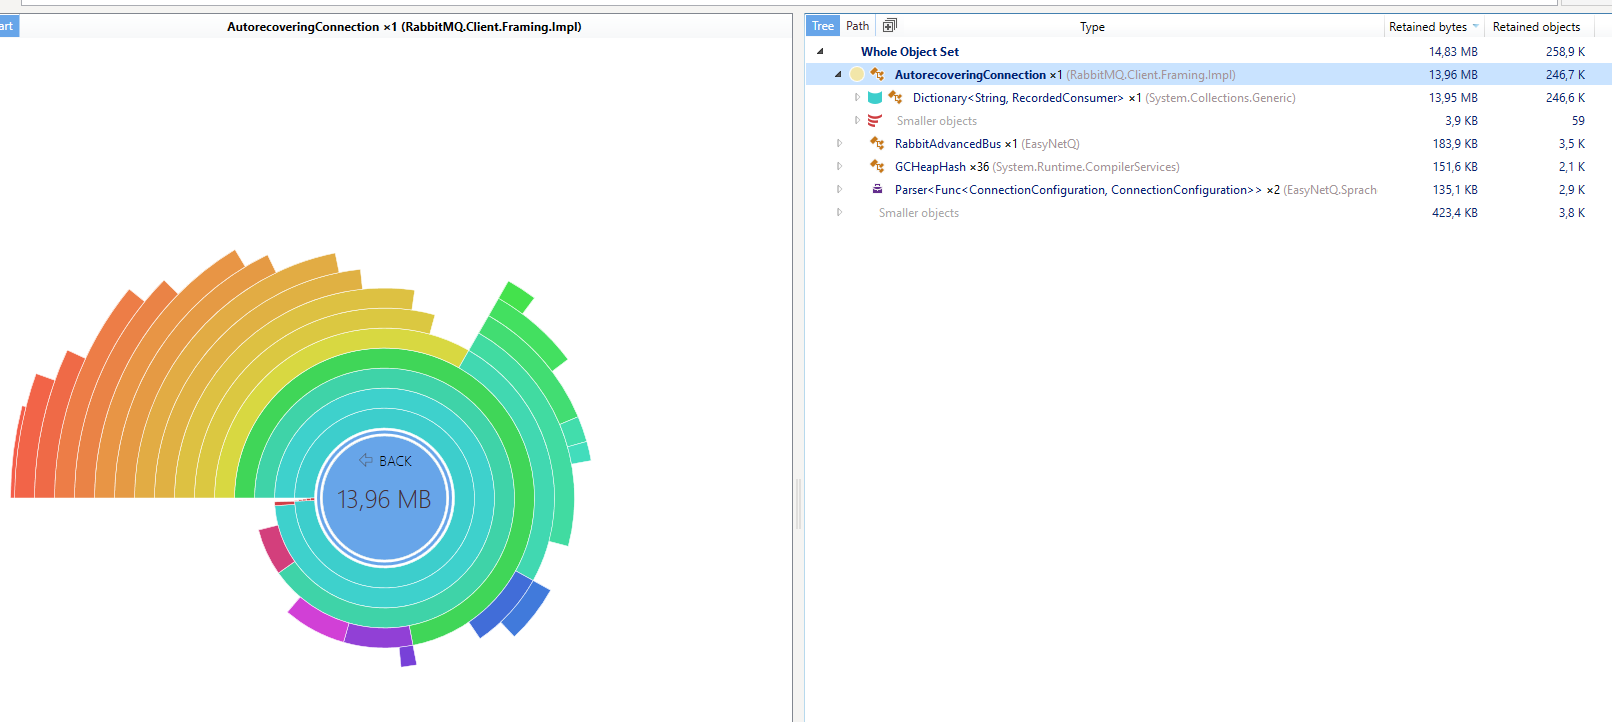 art
AutorecoveringConnection ×1 (RabbitMQ.Client.Framing.Impl)
BACK
13,96 MB
Tree Path Type Retained bytes Retained objects
Whole Object Set 14,83 MB 258,9 K
AutorecoveringConnection ×1 (RabbitMQ.Client.Framing.Impl) 13,96 MB 246,7 K
Dictionary<String, RecordedConsumer> ×1 (System.Collections.Generic) 13,95 MB 246,6 K
Smaller objects 3,9 KB 59
RabbitAdvancedBus ×1 (EasyNetQ) 183,9 KB 3,5 K
GCHeapHash ×36 (System.Runtime.CompilerServices) 151,6 KB 2,1 K
Parser<Func<ConnectionConfiguration, ConnectionConfiguration>> ×2 (EasyNetQ.Sprach 135,1 KB 2,9 K
Smaller objects 423,4 KB 3,8 K